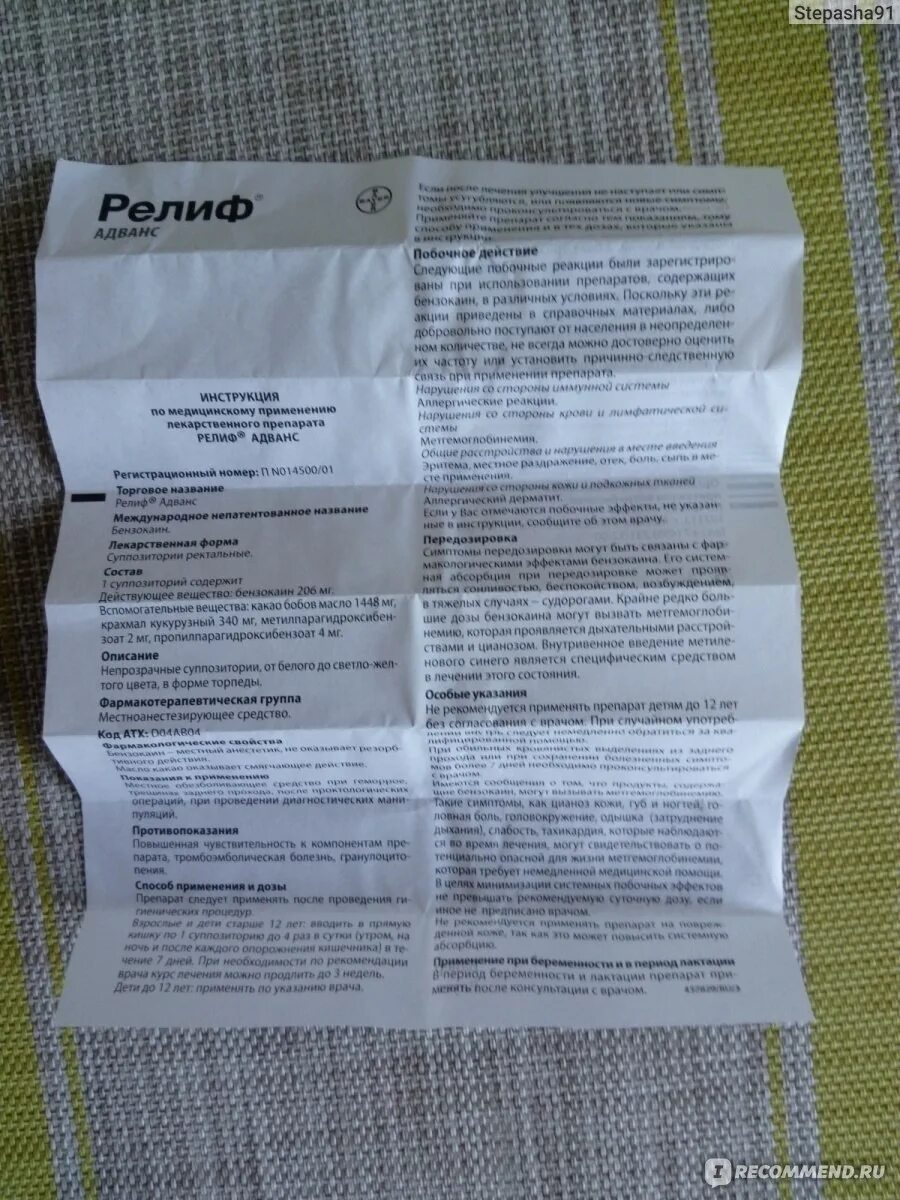 Stepasha91
Релиф®
АДВАНС
BAYER
ИНСТРУКЦИЯ
по медицинскому применению
лекарственного препарата
РЕЛИФ® АДВАНС
Регистрационный номер: П N014500/01
Торговое название
Релиф® Адванс
Международное непатентованное название
Бензокаин.
Лекарственная форма
Суппозитории ректальные.
Состав
1 суппозиторий содержит
Действующее вещество: бензокаин 206 мг.
Вспомогательные вещества: какао бобов масло 1448 мг,
крахмал кукурузный 340 мг, метилпарагидроксибен-
зоат 2 мг, пропилпарагидроксибензоат 4 мг.
Описание
Непрозрачные суппозитории, от белого до светло-жел-
того цвета, в форме торпеды.
Фармакотерапевтическая группа
Местноанестезирующее средство.
Код АТХ: D04AB04
Фармакологические свойства
Бензокаин – местный анестетик, не оказывает резорб-
тивного действия.
Масло какао оказывает смягчающее действие.
Показания к применению
Местное обезболивающее средство при геморрое,
трещинах заднего прохода, после проктологических
операций, при проведении диагностических мани-
пуляций.
Противопоказания
Повышенная чувствительность к компонентам пре-
парата, тромбоэмболическая болезнь, гранулоцито-
пения.
Способ применения и дозы
Препарат следует применять после проведения ги-
гиенических процедур.
Взрослые и дети старше 12 лет: вводить в прямую
кишку по 1 суппозиторию до 4 раз в сутки (утром, на
ночь и после каждого опорожнения кишечника) в те-
чение 7 дней. При необходимости по рекомендации
врача курс лечения можно продлить до 3 недель.
Дети до 12 лет: применять по указанию врача.
Если после лечения улучшения не наступает или симп-
томы усугубляются, или появляются новые симптомы,
необходимо проконсультироваться с врачом.
Применяйте препарат согласно тем показаниям, тому
способу применения и в тех дозах, которые указаны
в инструкции.
Побочное действие
Следующие побочные реакции были зарегистриро-
ваны при использовании препаратов, содержащих
бензокаин, в различных условиях. Поскольку эти ре-
акции приведены в справочных материалах, либо
добровольно поступают от населения в неопределен-
ном количестве, не всегда можно достоверно оценить
их частоту или установить причинно-следственную
связь при применении препарата.
Нарушения со стороны иммунной системы
Аллергические реакции.
Нарушения со стороны крови и лимфатической си-
стемы
Метгемоглобинемия.
Общие расстройства и нарушения в месте введения
Эритема, местное раздражение, отек, боль, сыпь в ме-
сте применения.
Нарушения со стороны кожи и подкожных тканей
Аллергический дерматит.
Если у Вас отмечаются побочные эффекты, не указан-
ные в инструкции, сообщите об этом врачу.
Передозировка
Симптомы передозировки могут быть связаны с фар-
макологическими эффектами бензокаина. Его систем-
ная абсорбция при передозировке может прояв-
ляться сонливостью, беспокойством, возбуждением,
в тяжелых случаях – судорогами. Крайне редко боль-
шие дозы бензокаина могут вызвать метгемоглоби-
немию, которая проявляется дыхательными расстрой-
ствами и цианозом. Внутривенное введение метиле-
нового синего является специфическим средством
в лечении этого состояния.
Особые указания
Не рекомендуется применять препарат детям до 12 лет
без согласования с врачом. При случайном употреб-
лении внутрь следует немедленно обратиться за ква-
лифицированной помощью.
При обильных кровянистых выделениях из заднего
прохода или при сохранении болезненных симпто-
мов более 7 дней необходимо проконсультироваться
с врачом.
Имеются сообщения о том, что продукты, содержа-
щие бензокаин, могут вызывать метгемоглобинемию.
Такие симптомы, как цианоз кожи, губ и ногтей, го-
ловная боль, головокружение, одышка (затруднение
дыхания), слабость, тахикардия, которые наблюдают-
ся во время лечения, могут свидетельствовать о по-
тенциально опасной для жизни метгемоглобинемии,
которая требует немедленной медицинской помощи.
В целях минимизации системных побочных эффектов
не превышать рекомендуемую суточную дозу, если
иное не предписано врачом.
Не рекомендуется применять препарат на повреж-
денной коже, так как это может повысить системную
абсорбцию.
Применение при беременности и в период лактации
В период беременности и лактации препарат при-
менять после консультации с врачом.
IRECOMMEND.RU